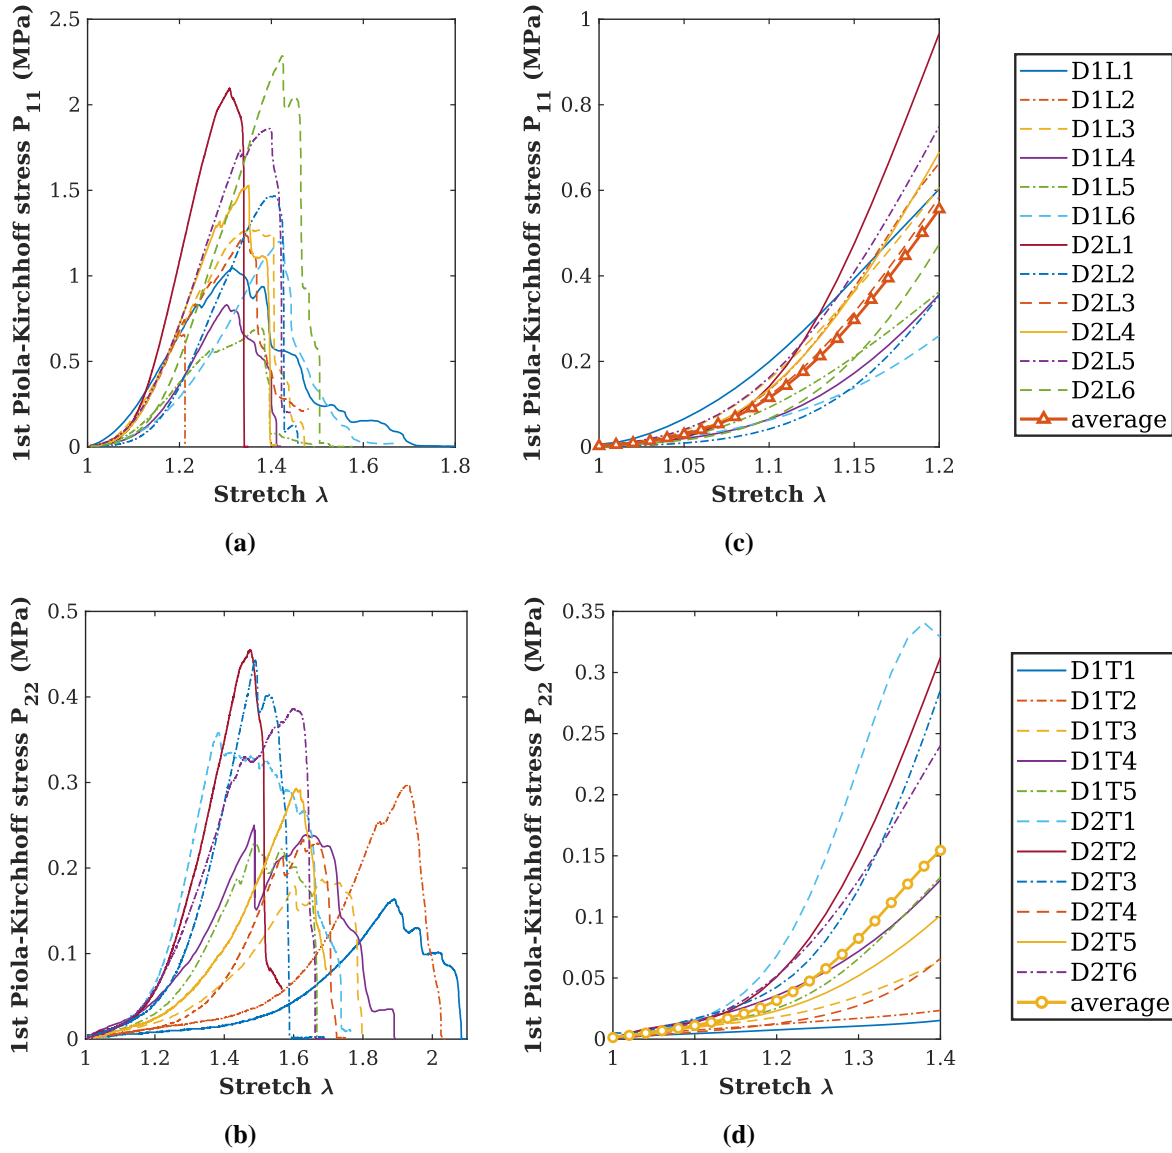 2.5
2
1.5
1
0.5
0
1 1.2 1.4 1.6 1.8
1st Piola-Kirchhoff stress P11 (MPa)
Stretch λ
(a)
1
0.8
0.6
0.4
0.2
0
1 1.05 1.1 1.15 1.2
1st Piola-Kirchhoff stress P11 (MPa)
Stretch λ
(c)
D1L1
D1L2
D1L3
D1L4
D1L5
D1L6
D2L1
D2L2
D2L3
D2L4
D2L5
D2L6
average
0.5
0.4
0.3
0.2
0.1
0
1 1.2 1.4 1.6 1.8 2
1st Piola-Kirchhoff stress P22 (MPa)
Stretch λ
(b)
0.35
0.3
0.25
0.2
0.15
0.1
0.05
0
1 1.1 1.2 1.3 1.4
1st Piola-Kirchhoff stress P22 (MPa)
Stretch λ
(d)
D1T1
D1T2
D1T3
D1T4
D1T5
D2T1
D2T2
D2T3
D2T4
D2T5
D2T6
average